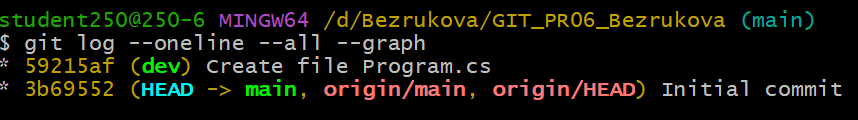 student250@250-6 MINGW64 /d/Bezrukova/GIT_PR06_Bezrukova (main)
$ git log --oneline --all --graph
* 59215af (dev) Create file Program.cs
* 3b69552 (HEAD -> main, origin/main, origin/HEAD) Initial commit